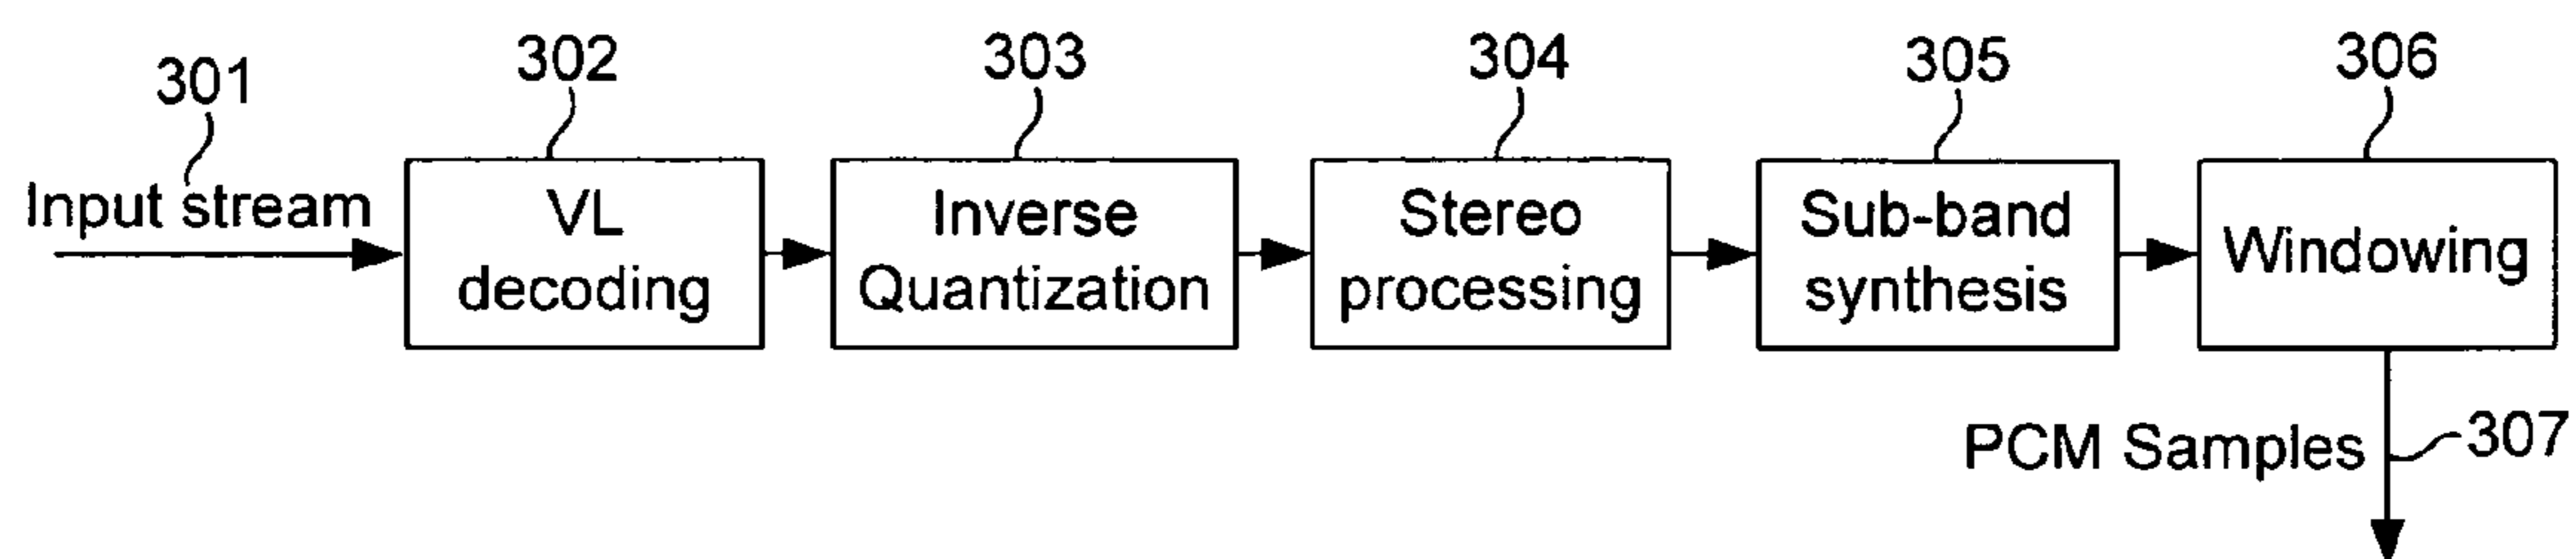 301
302
303
304
305
306
Input stream
VL
decoding
Inverse
Quantization
Stereo
processing
Sub-band
synthesis
Windowing
PCM Samples
307